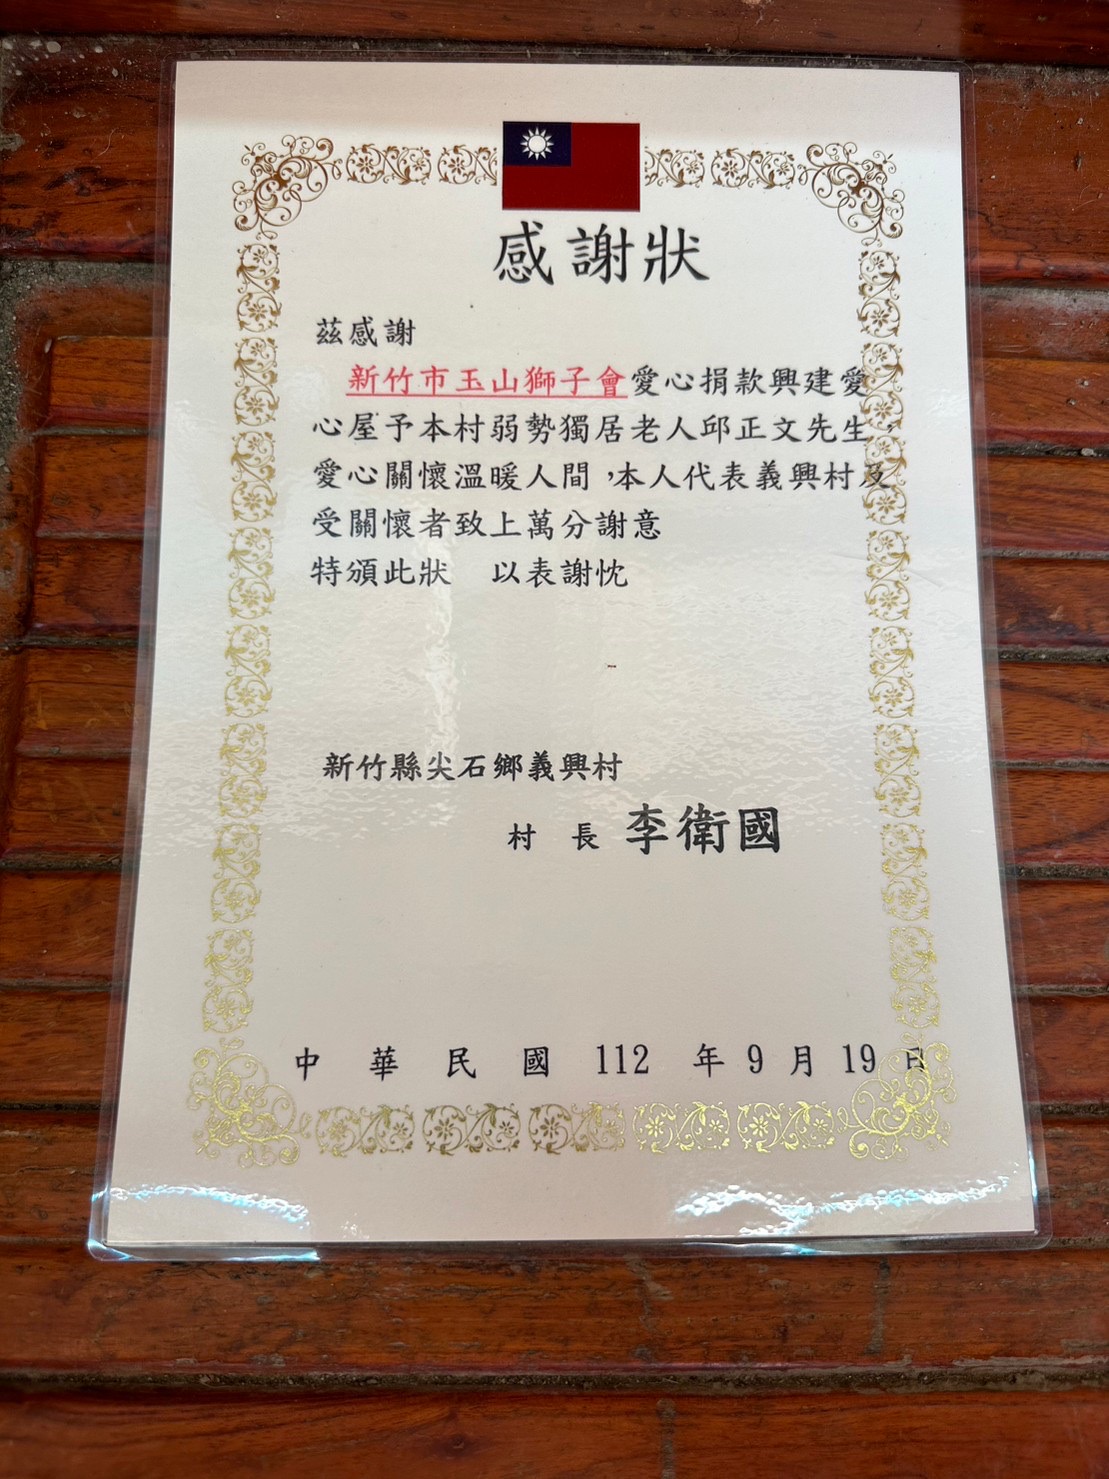 感謝狀
茲感謝
新竹市玉山獅子會愛心捐款興建愛
心屋予本村弱勢獨居老人邱正文先生，
愛心關懷溫暖人間，本人代表義興村及
受關懷者致上萬分謝意
特頒此狀　以表謝忱
新竹縣尖石鄉義興村
村　長 李衛國
中　華　民　國　112　年 9 月 19 日